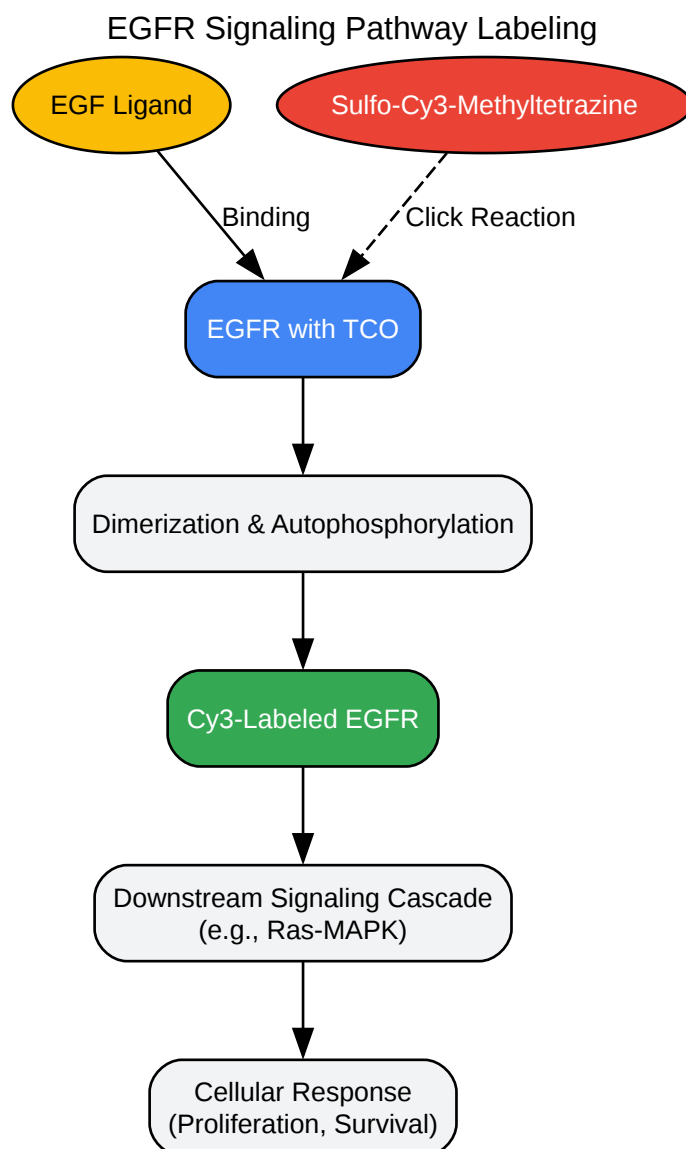 EGFR Signaling Pathway Labeling
EGF Ligand
Sulfo-Cy3-Methyltetrazine
Binding
Click Reaction
EGFR with TCO
Dimerization & Autophosphorylation
Cy3-Labeled EGFR
Downstream Signaling Cascade
(e.g., Ras-MAPK)
Cellular Response
(Proliferation, Survival)